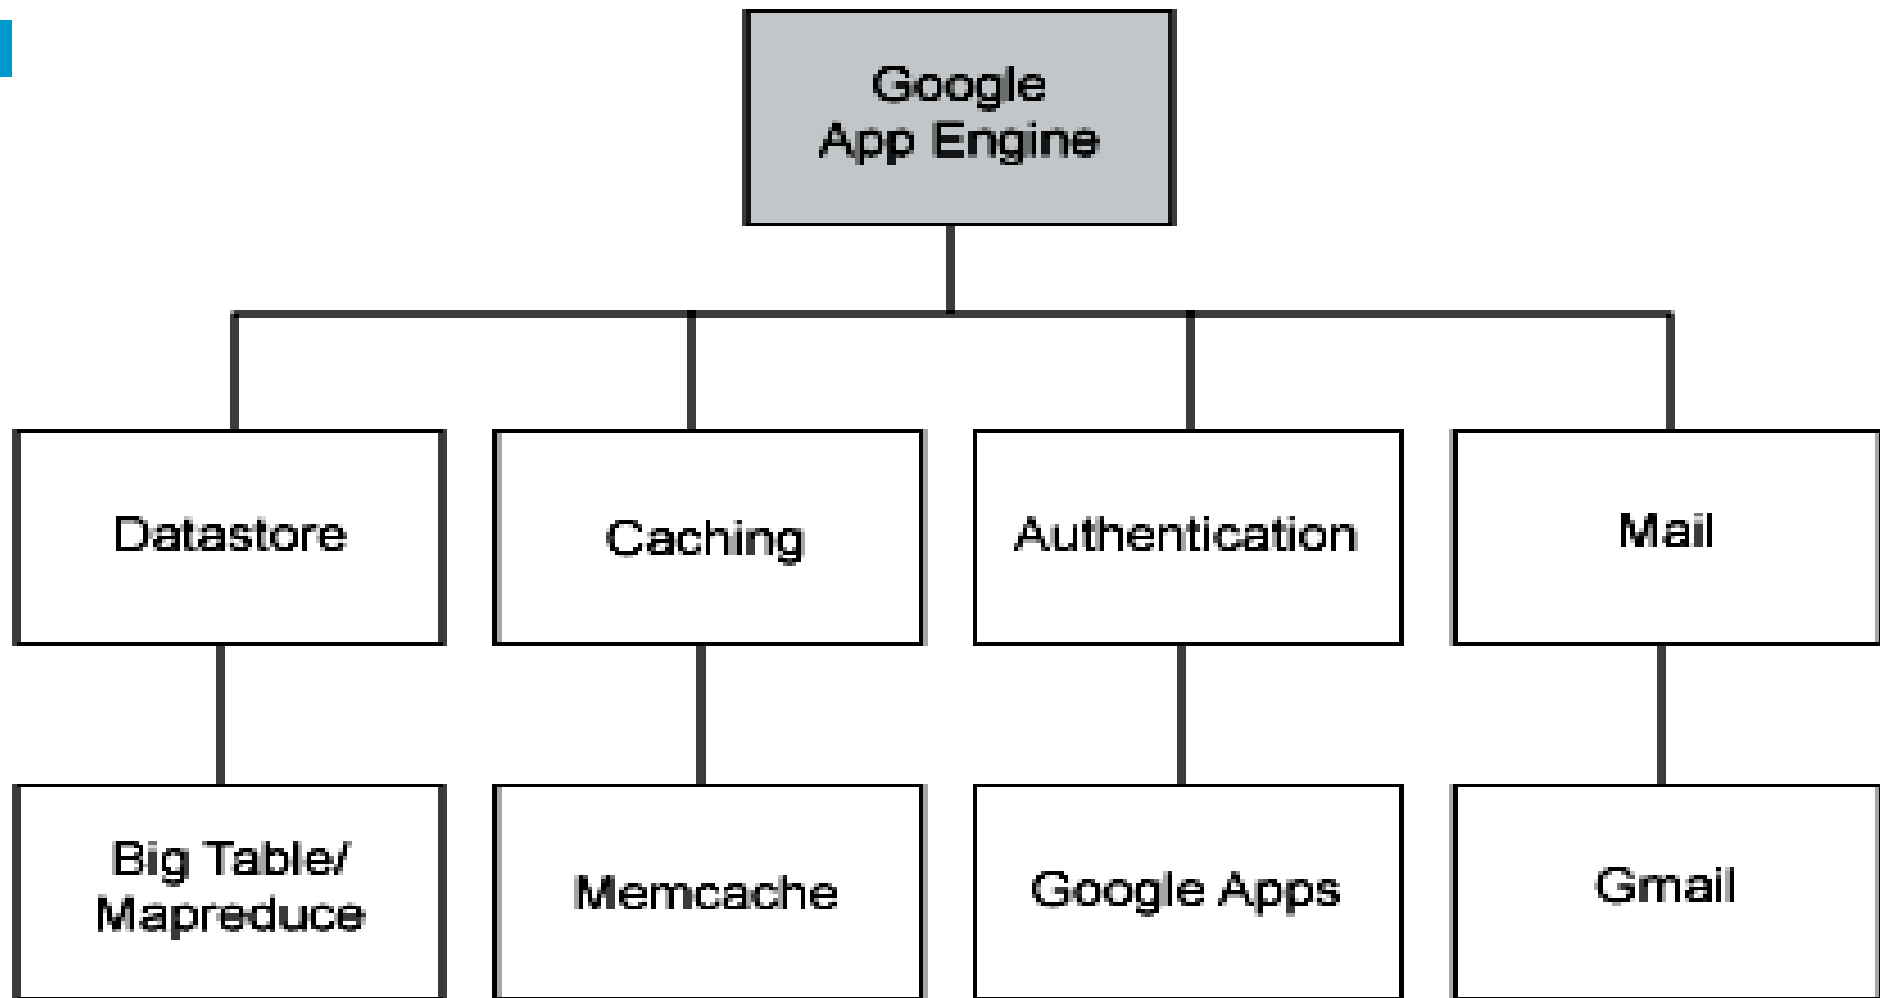 Google
App Engine
Datastore
Caching
Authentication
Mail
Big Table/
Mapreduce
Memcache
Google Apps
Gmail